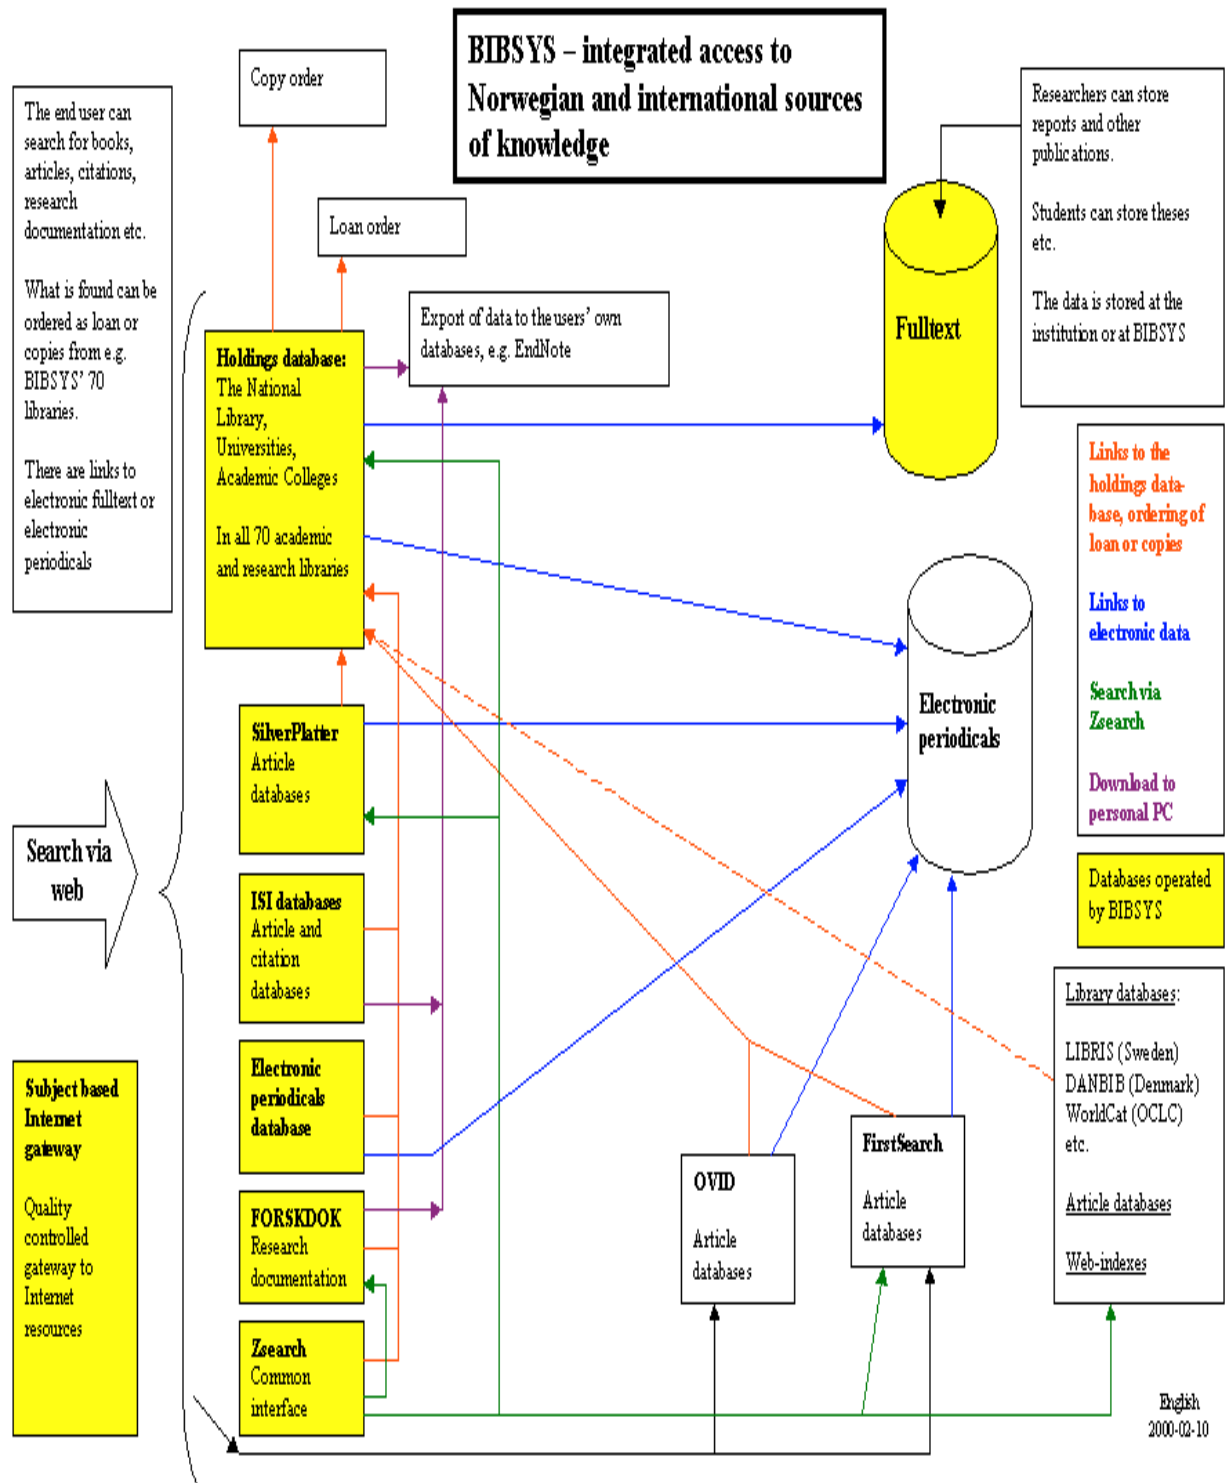 BIBSYS – integrated access to
Norwegian and international sources
of knowledge
Copy order
The end user can
search for books,
articles, citations,
research
documentation etc.
What is found can be
ordered as loan or
copies from e.g.
BIBSYS' 70
libraries.
There are links to
electronic fulltext or
electronic
periodicals
Loan order
Export of data to the users' own
databases, e.g. EndNote
Researchers can store
reports and other
publications.
Students can store theses
etc.
The data is stored at the
institution or at BIBSYS
Fulltext
Holdings database:
The National
Library,
Universities,
Academic Colleges
In all 70 academic
and research libraries
Links to the
holdings data-
base, ordering of
loan or copies
Links to
electronic data
Search via
Zsearch
Download to
personal PC
Electronic
periodicals
SilverPlatter
Article
databases
Search via
web
Databases operated
by BIBSYS
ISI databases
Article and
citation
databases
Library databases:
LIBRIS (Sweden)
DANBIB (Denmark)
WorldCat (OCLC)
etc.
Article databases
Web-indexes
Electronic
periodicals
database
Subject based
Internet
gateway
Quality
controlled
gateway to
Internet
resources
FirstSearch
Article
databases
OVID
Article
databases
FORSKDOK
Research
documentation
Zsearch
Common
interface
English
2000-02-10